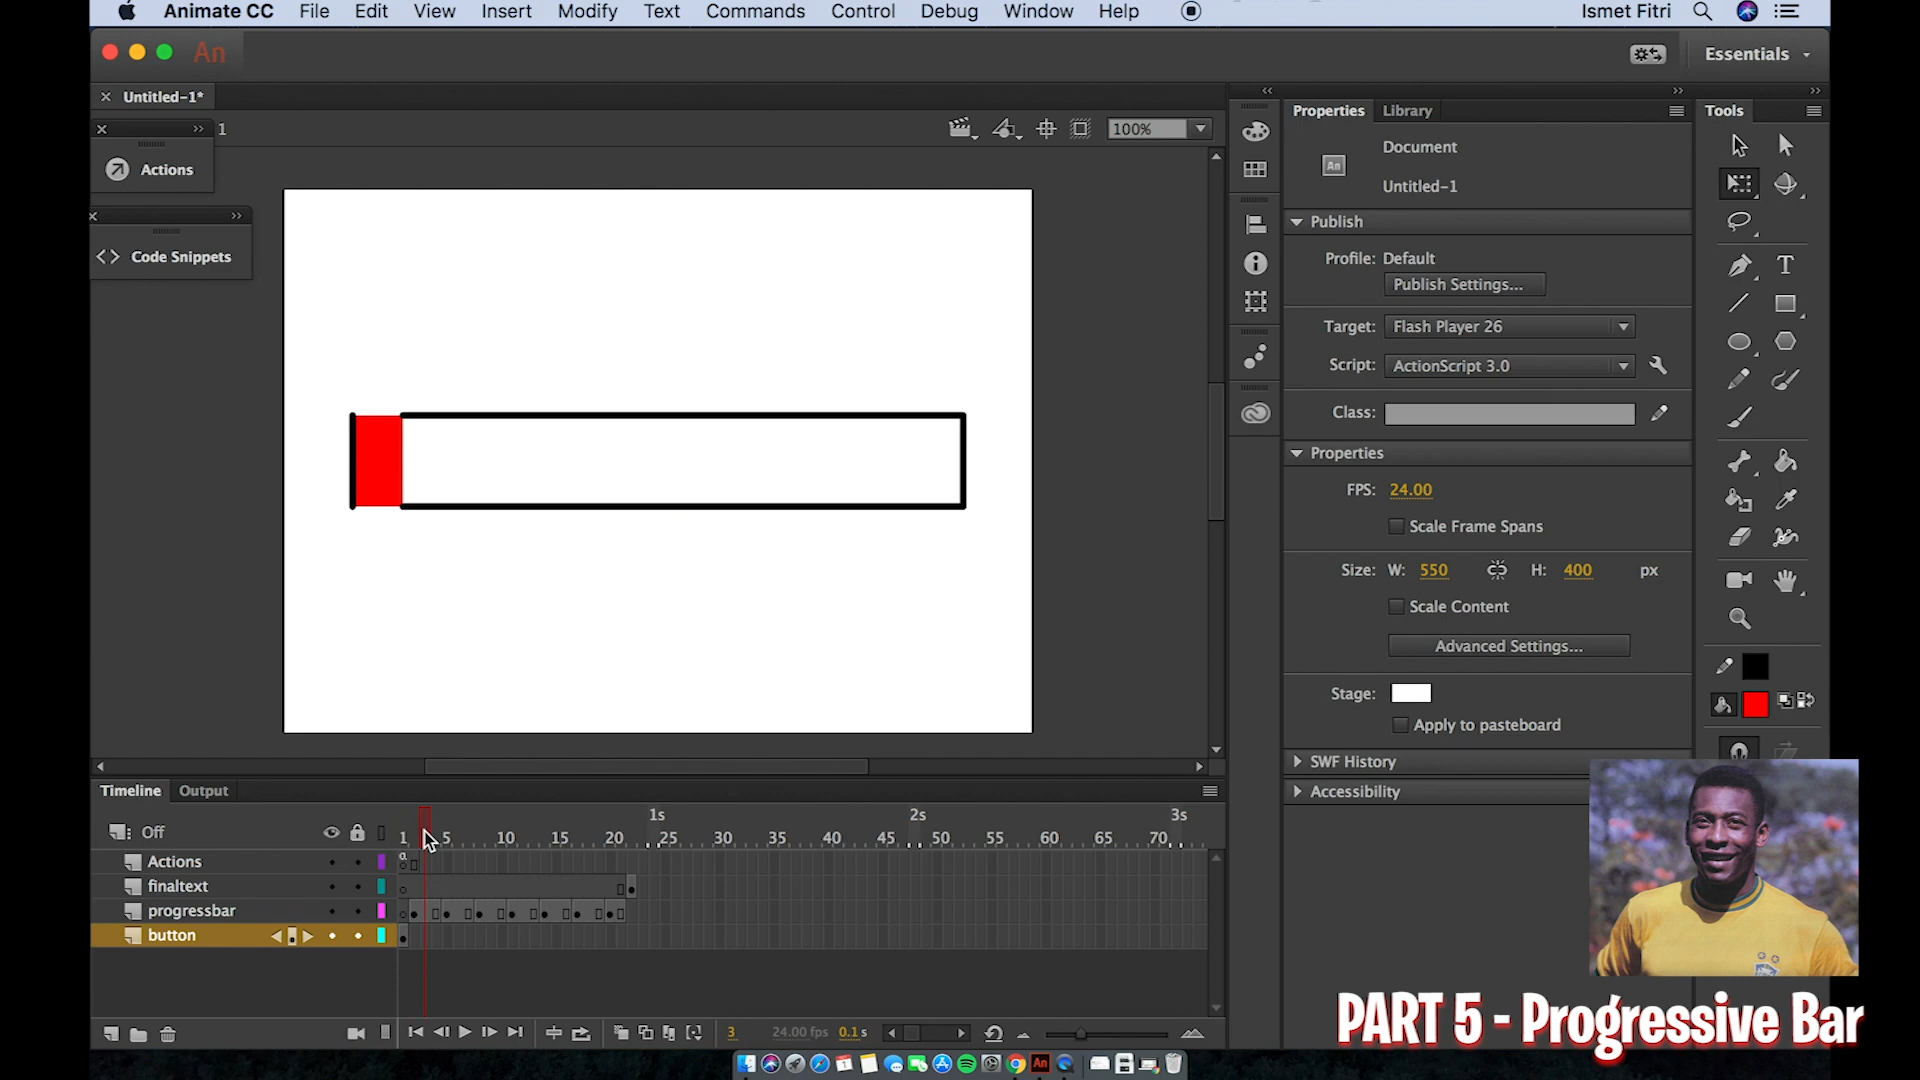 Animate CC File Edit View Insert Modify Text Commands Control Debug Window Help Ismet Fitri
An Essentials
Untitled-1*
1 100%
Actions
Code Snippets
Properties Library
An Document
Untitled-1
Publish
Profile: Default
Publish Settings...
Target: Flash Player 26
Script: ActionScript 3.0
Class:
Properties
FPS: 24.00
Scale Frame Spans
Size: W: 550 H: 400 px
Scale Content
Advanced Settings...
Stage:
Apply to pasteboard
SWF History
Accessibility
Tools
T
Timeline Output
1s 2s 3s
Off 1 5 10 15 20 25 30 35 40 45 50 55 60 65 70
Actions
finaltext
progressbar
button
3 24.00 fps 0.1 s
PART 5 - Progressive Bar